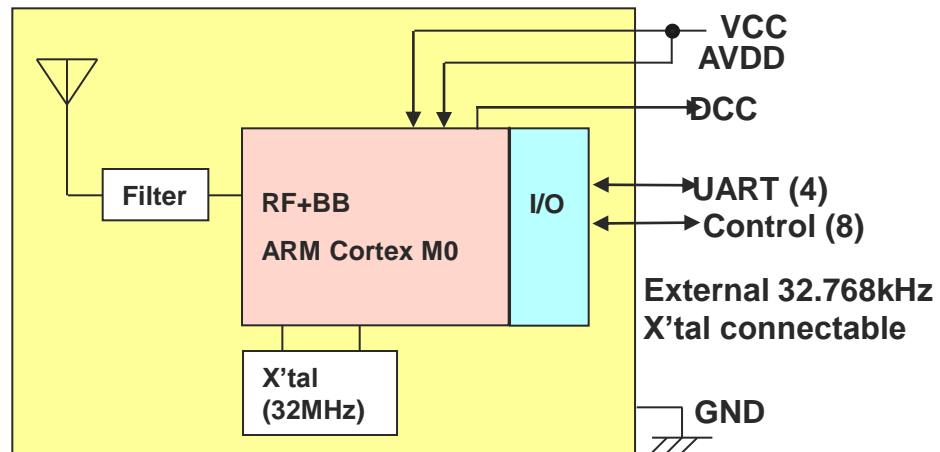 VCC
AVDD
DCC
Filter
RF+BB
ARM Cortex M0
I/O
UART (4)
Control (8)
External 32.768kHz
X'tal connectable
X'tal
(32MHz)
GND